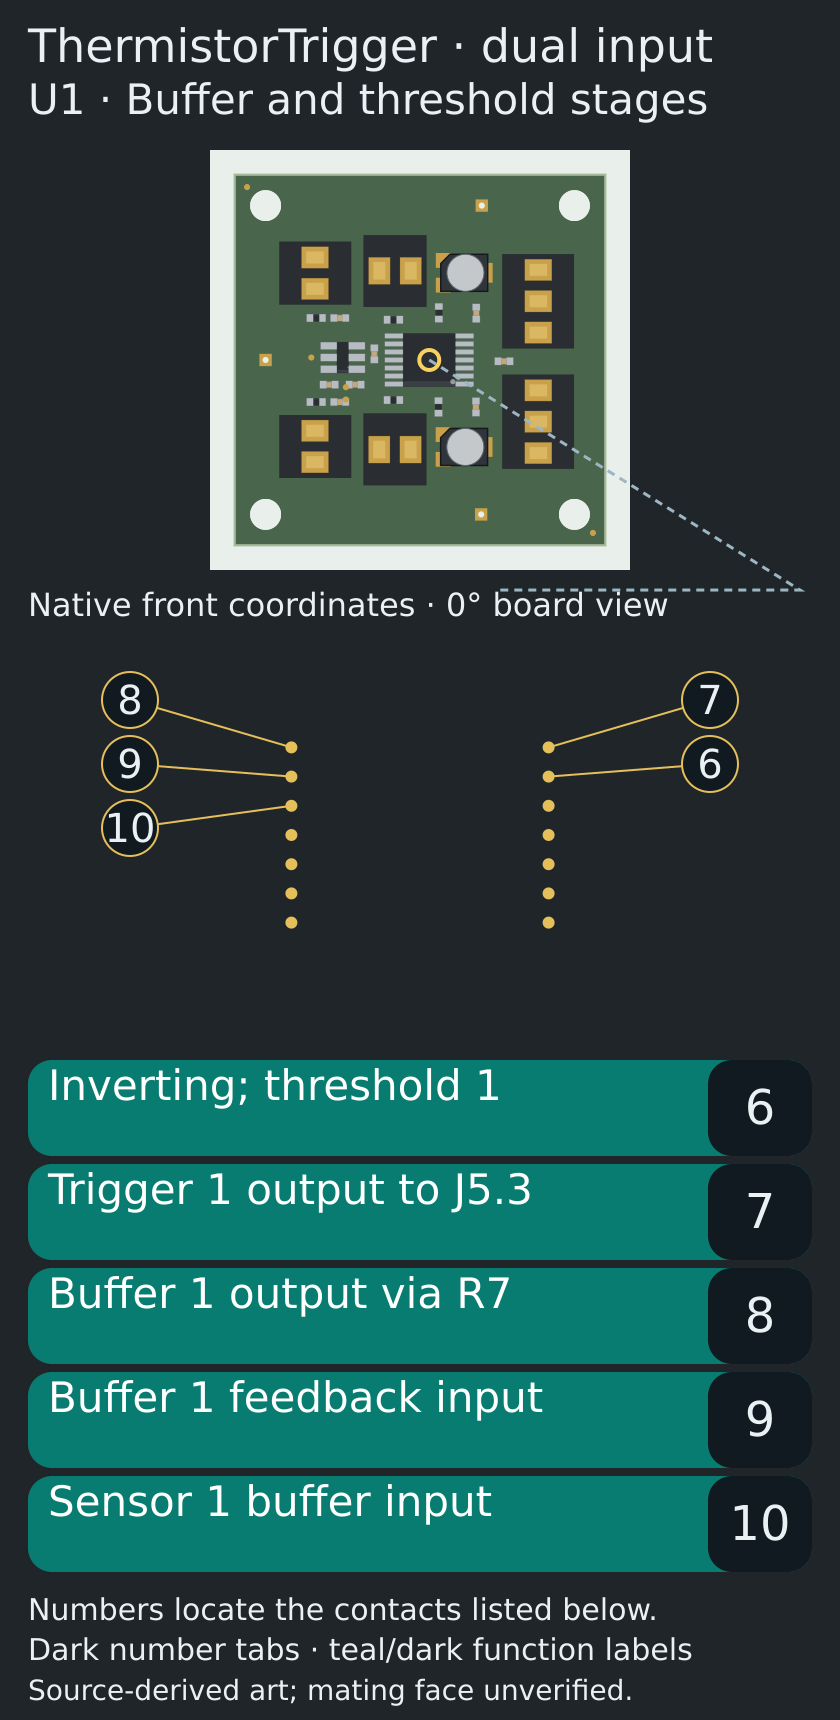 ThermistorTrigger · dual input
U1 · Buffer and threshold stages
Native front coordinates · 0° board view
8
7
9
6
10
Inverting; threshold 1
6
Trigger 1 output to J5.3
7
Buffer 1 output via R7
8
Buffer 1 feedback input
9
Sensor 1 buffer input
10
Numbers locate the contacts listed below.
Dark number tabs · teal/dark function labels
Source-derived art; mating face unverified.